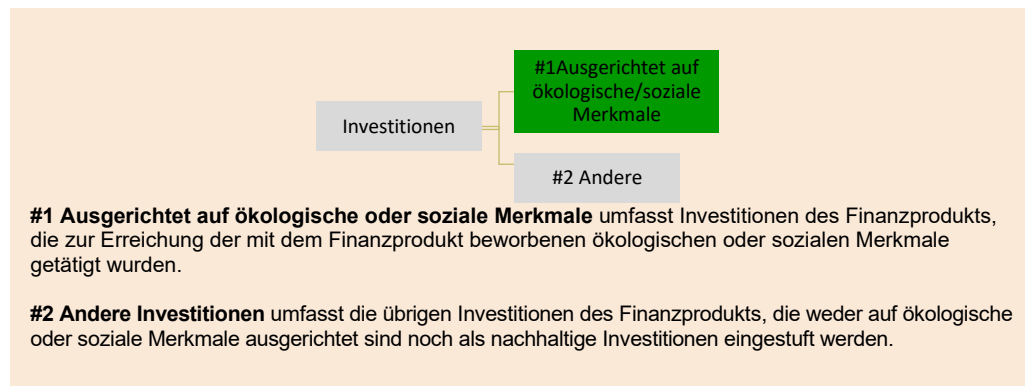 #1Ausgerichtet auf
ökologische/soziale
Merkmale
Investitionen
#2 Andere
#1 Ausgerichtet auf ökologische oder soziale Merkmale umfasst Investitionen des Finanzprodukts,
die zur Erreichung der mit dem Finanzprodukt beworbenen ökologischen oder sozialen Merkmale
getätigt wurden.
#2 Andere Investitionen umfasst die übrigen Investitionen des Finanzprodukts, die weder auf ökologische
oder soziale Merkmale ausgerichtet sind noch als nachhaltige Investitionen eingestuft werden.